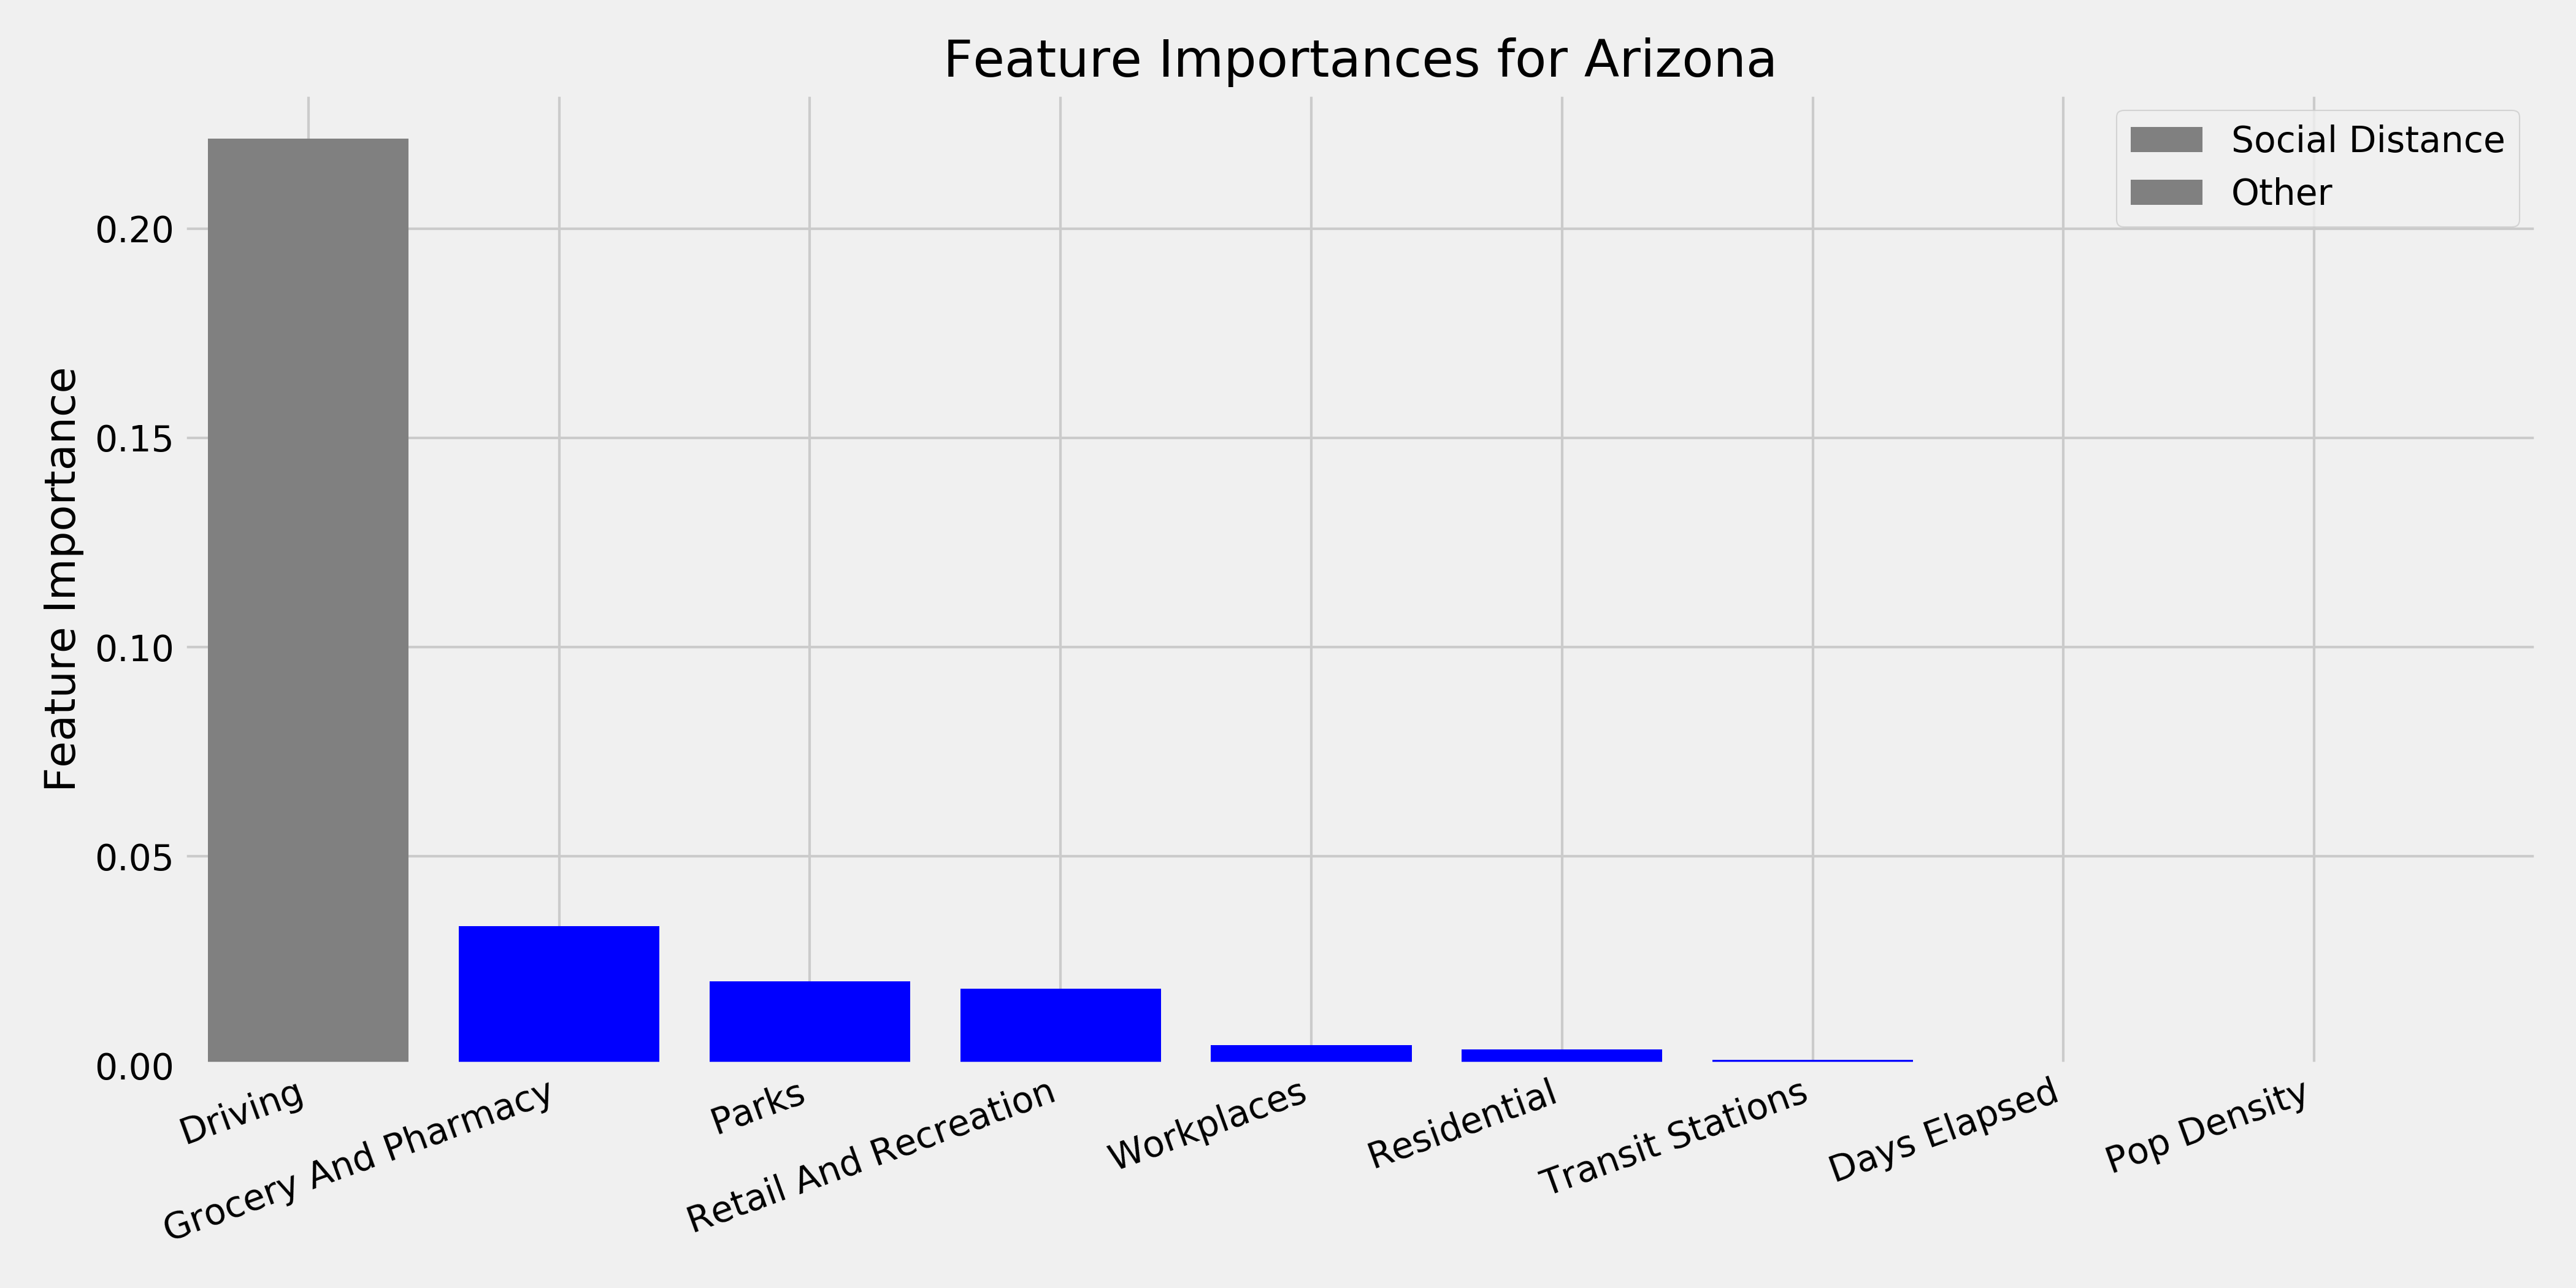 Feature Importances for Arizona
Social Distance
Other
Feature Importance
0.20
0.15
0.10
0.05
0.00
Driving
Grocery And Pharmacy
Parks
Retail And Recreation
Workplaces
Residential
Transit Stations
Days Elapsed
Pop Density